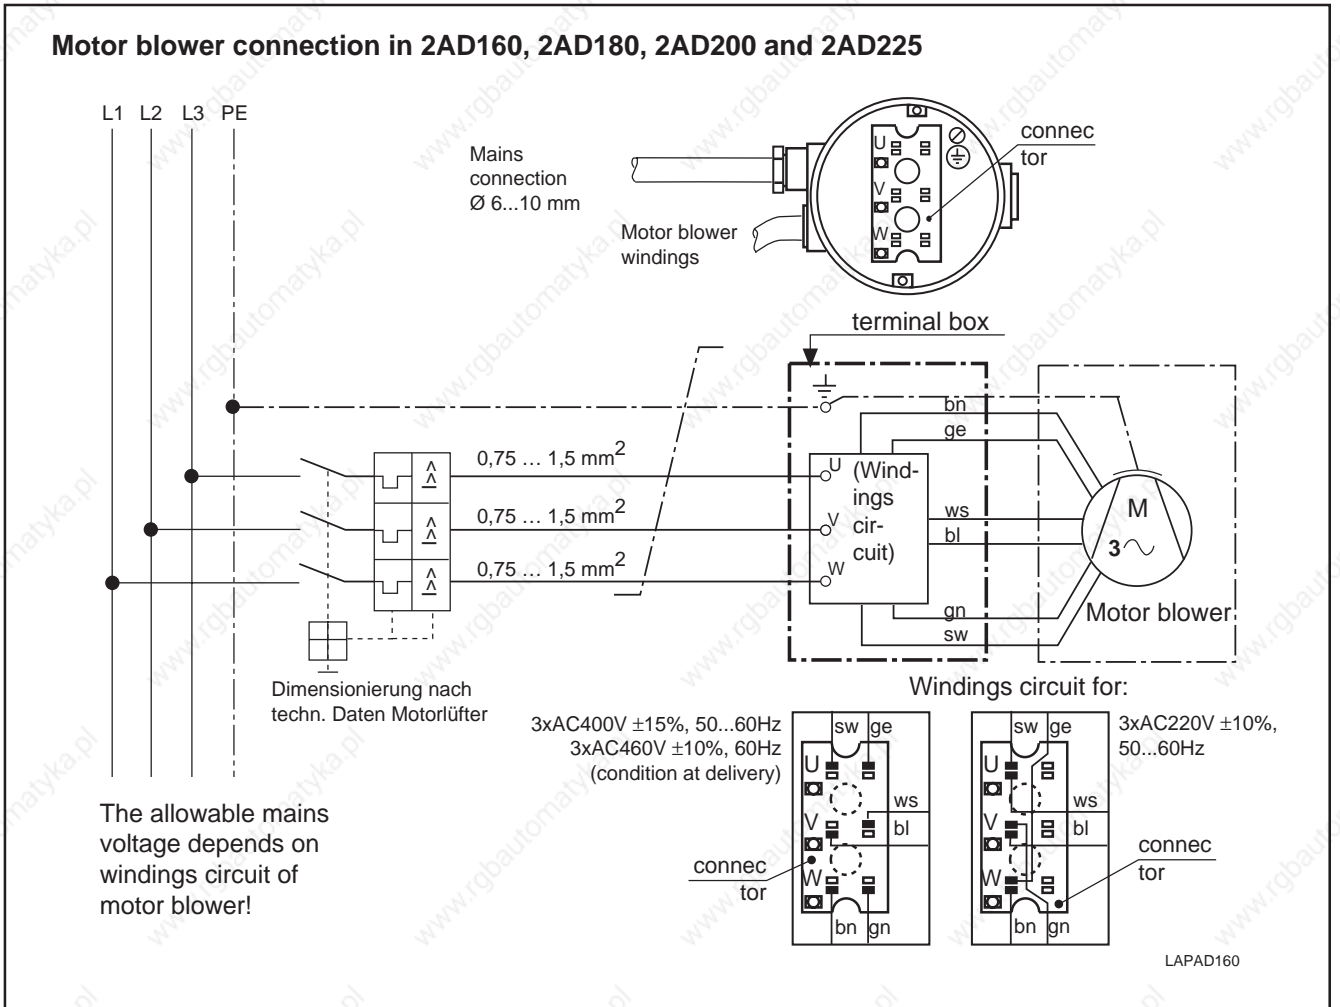 Motor blower connection in 2AD160, 2AD180, 2AD200 and 2AD225
L1 L2 L3 PE
Mains
connection
Ø 6...10 mm
Motor blower
windings
U
V
W
connec
tor
terminal box
bn
ge
0,75 ... 1,5 mm2
U
(Wind-
ings
cir-
cuit)
>>
0,75 ... 1,5 mm2
V
ws
bl
>>
0,75 ... 1,5 mm2
W
>>
M
3
gn
sw
Motor blower
Dimensionierung nach
techn. Daten Motorlüfter
Windings circuit for:
3xAC400V ±15%, 50...60Hz
3xAC460V ±10%, 60Hz
(condition at delivery)
sw ge
U
V
W
ws
bl
bn gn
connec
tor
sw ge
U
V
W
ws
bl
bn gn
3xAC220V ±10%,
50...60Hz
connec
tor
The allowable mains
voltage depends on
windings circuit of
motor blower!
LAPAD160
www.rgbautomatyka.pl